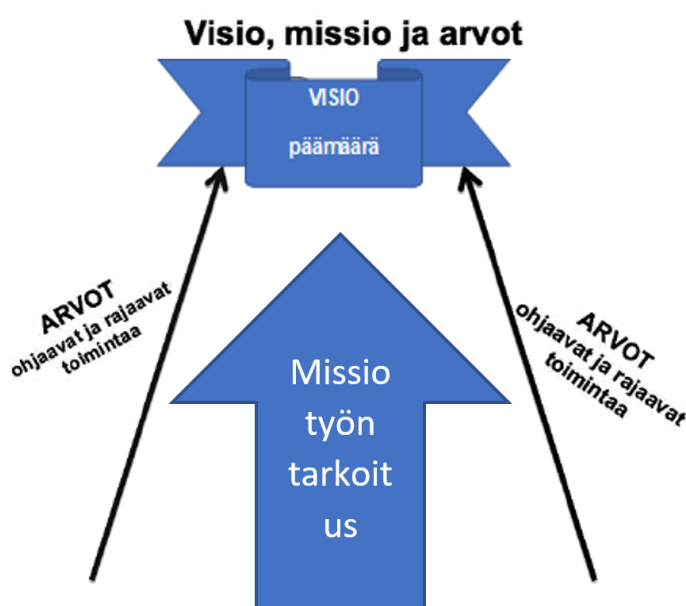 Visio, missio ja arvot
VISIO
päämäärä
ARVOT
ohjaavat ja rajaavat
toimintaa
Missio
työn
tarkoit
us
ARVOT
ohjaavat ja rajaavat
toimintaa